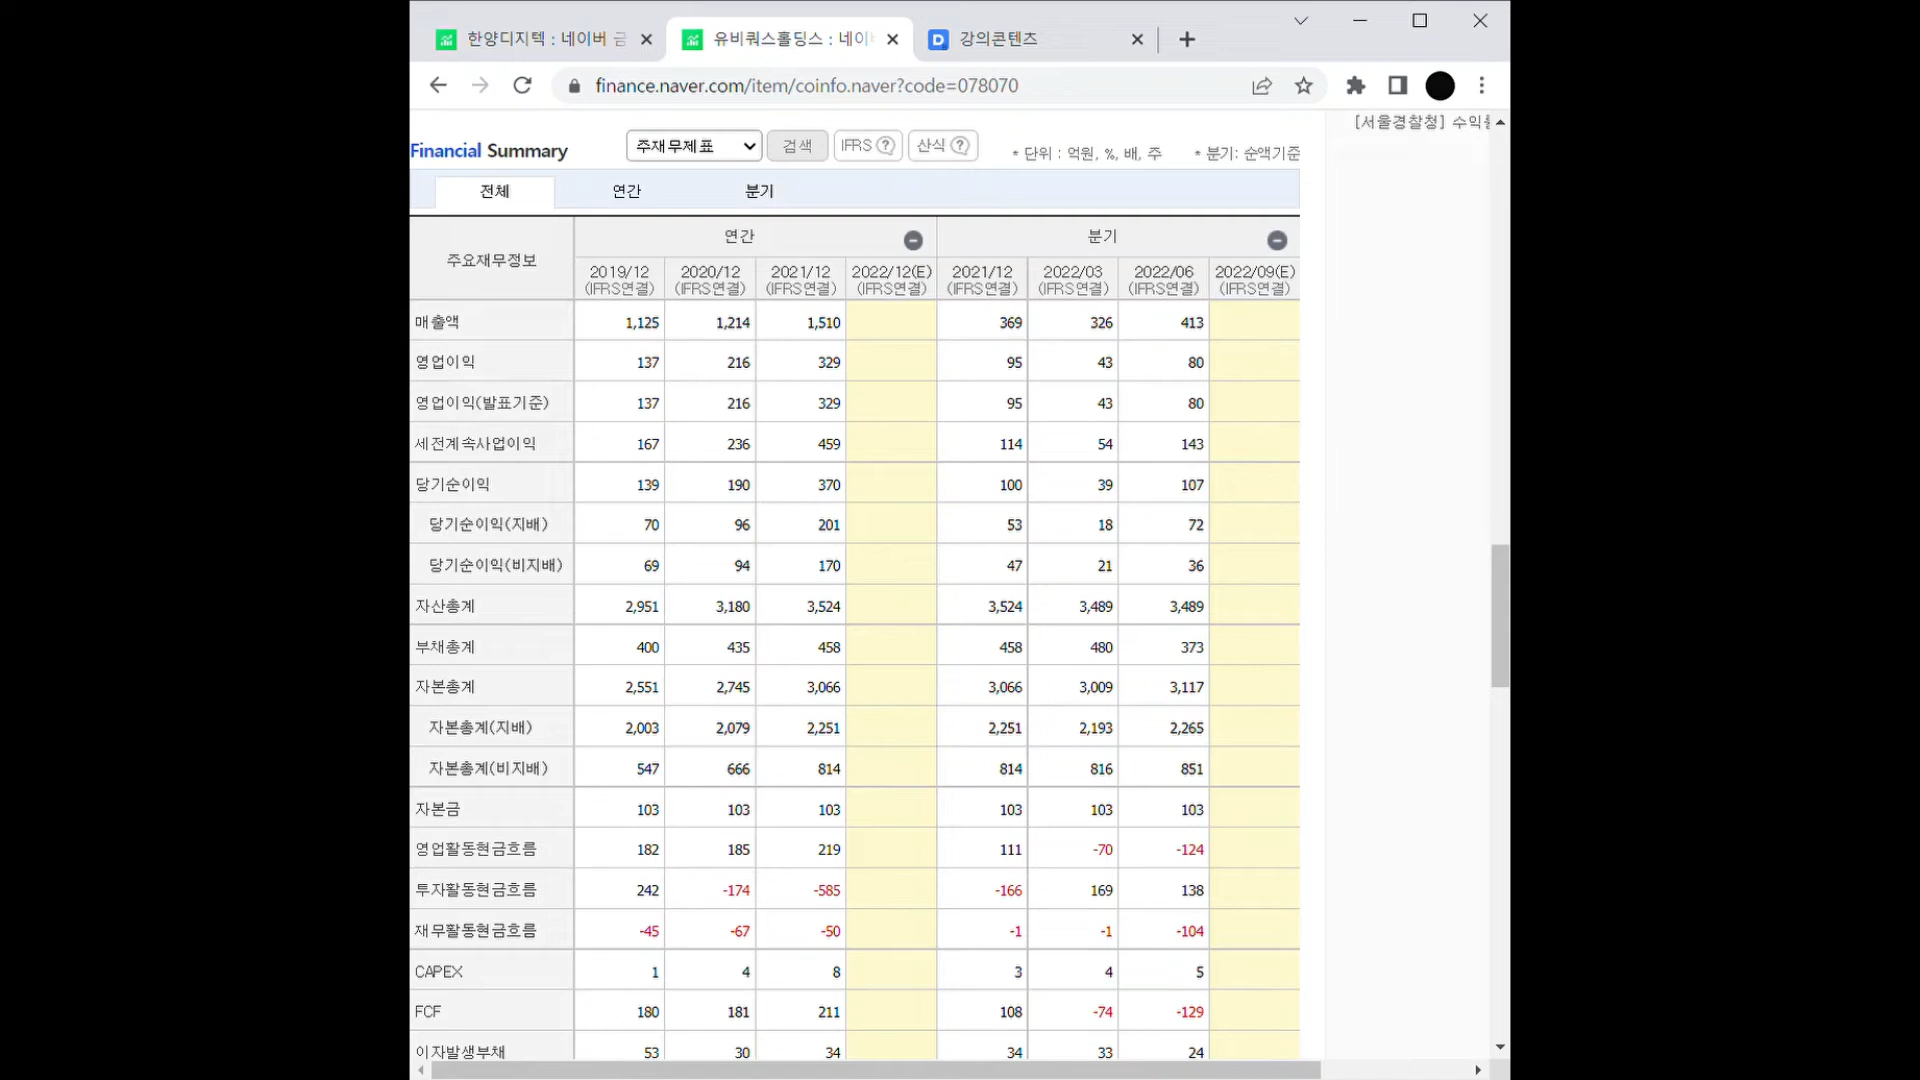 한양디지텍 : 네이버 금
유비쿼스홀딩스 : 네이
강의콘텐츠
finance.naver.com/item/coinfo.naver?code=078070
[서울경찰청] 수익률
Financial Summary 주재무제표 검색 IFRS ? 산식 ? * 단위 : 억원, %, 배, 주 * 분기: 순액기준
전체 연간 분기
주요재무정보 연간 분기
2019/12 2020/12 2021/12 2022/12(E) 2021/12 2022/03 2022/06 2022/09(E)
(IFRS연결) (IFRS연결) (IFRS연결) (IFRS연결) (IFRS연결) (IFRS연결) (IFRS연결) (IFRS연결)
매출액 1,125 1,214 1,510 369 326 413
영업이익 137 216 329 95 43 80
영업이익(발표기준) 137 216 329 95 43 80
세전계속사업이익 167 236 459 114 54 143
당기순이익 139 190 370 100 39 107
당기순이익(지배) 70 96 201 53 18 72
당기순이익(비지배) 69 94 170 47 21 36
자산총계 2,951 3,180 3,524 3,524 3,489 3,489
부채총계 400 435 458 458 480 373
자본총계 2,551 2,745 3,066 3,066 3,009 3,117
자본총계(지배) 2,003 2,079 2,251 2,251 2,193 2,265
자본총계(비지배) 547 666 814 814 816 851
자본금 103 103 103 103 103 103
영업활동현금흐름 182 185 219 111 -70 -124
투자활동현금흐름 242 -174 -585 -166 169 138
재무활동현금흐름 -45 -67 -50 -1 -1 -104
CAPEX 1 4 8 3 4 5
FCF 180 181 211 108 -74 -129
이자발생부채 53 30 34 34 33 24